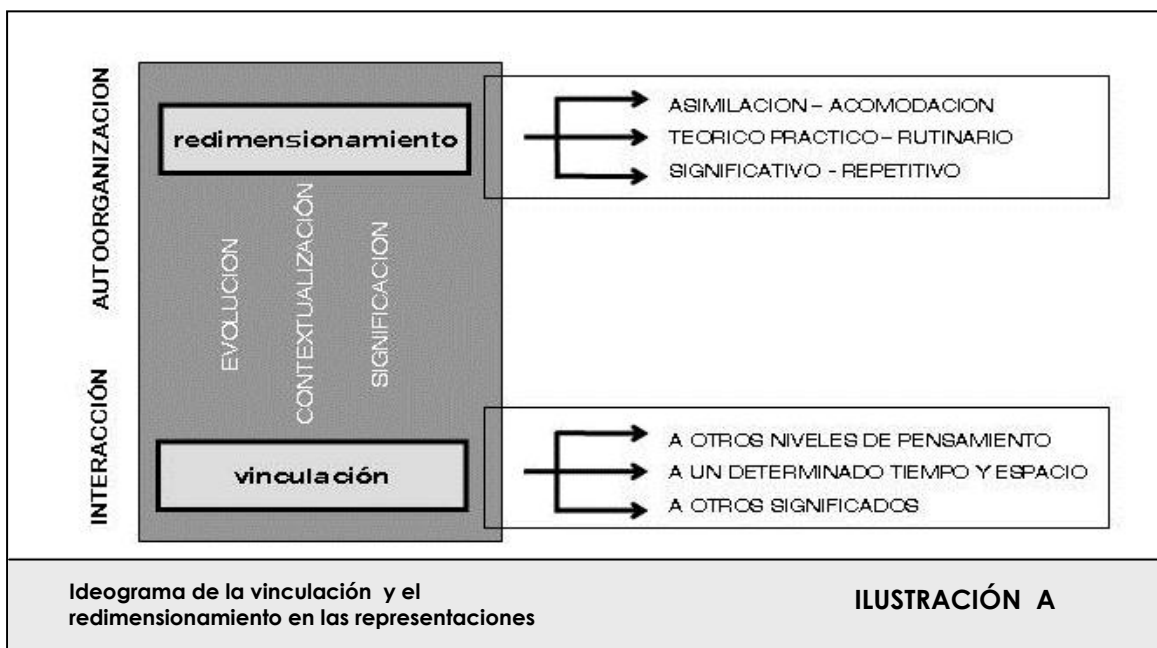 AUTOORGANIZACION
INTERACCIÓN
redimensionamiento
EVOLUCION
CONTEXTUALIZACIÓN
SIGNIFICACION
vinculación
ASIMILACION – ACOMODACION
TEORICO PRACTICO – RUTINARIO
SIGNIFICATIVO - REPETITIVO
A OTROS NIVELES DE PENSAMIENTO
A UN DETERMINADO TIEMPO Y ESPACIO
A OTROS SIGNIFICADOS
Ideograma de la vinculación y el
redimensionamiento en las representaciones
ILUSTRACIÓN A